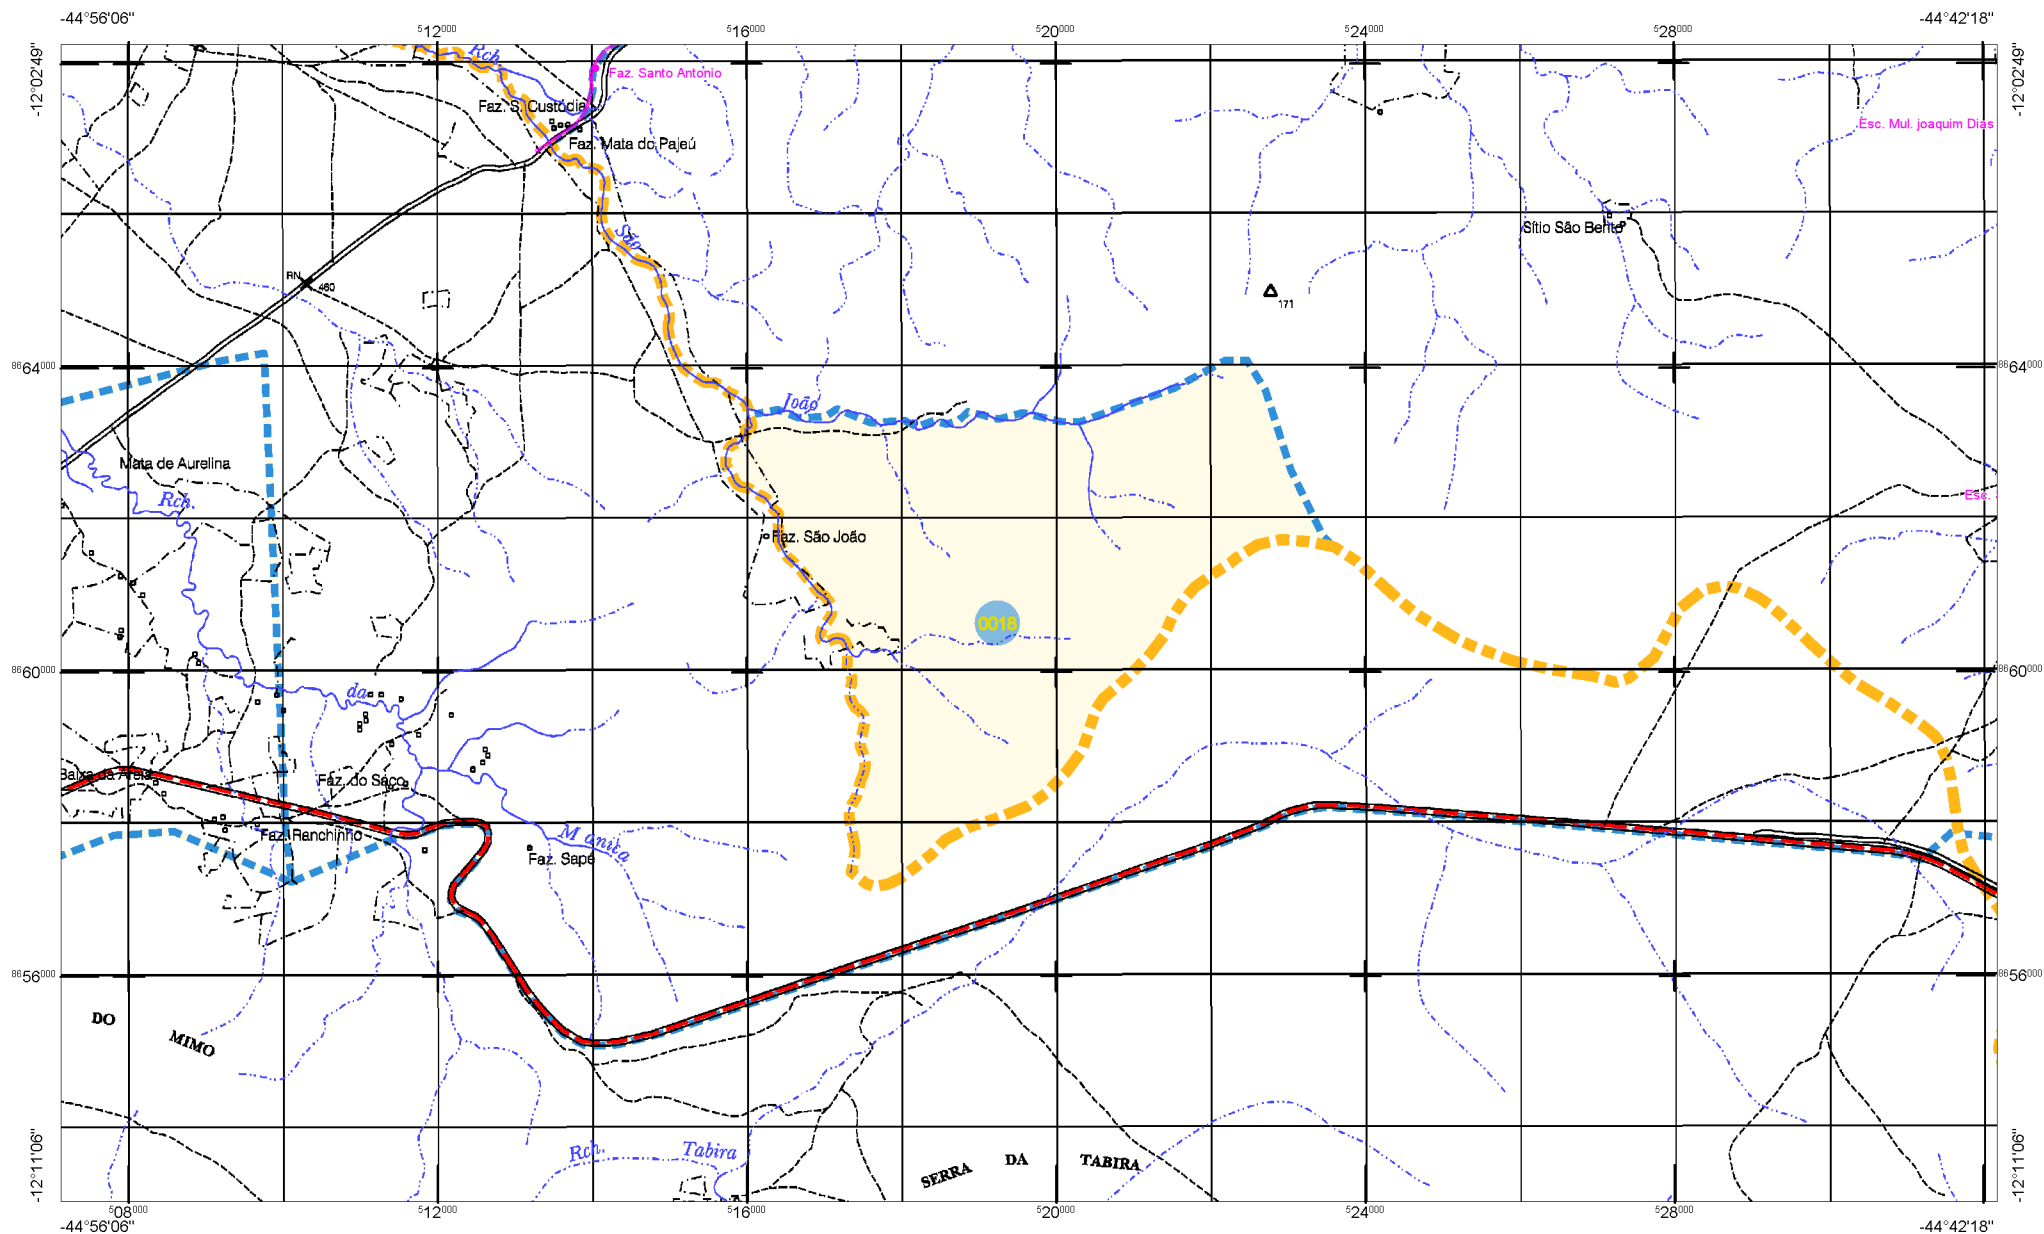 -44°56'06"
-44°42'18"
512000
516000
520000
524000
528000
-12°02'49"
-12°02'49"
Rch.
Faz. Santo Antonio
Faz. S. Custódia
Faz. Mata do Pajeú
Esc. Mul. joaquim Dias
São
Sítio São Bento
RN
460
171
8664000
8664000
João
Mata de Aurelina
Rch.
Esc.
Faz. São João
0018
8660000
8660000
da
Baixa da Areia
Faz. do Saco
Faz. Ranchinho
Manica
Faz. Sapé
8656000
8656000
DO
MIMO
Rch.
Tabira
SERRA
DA
TABIRA
-12°11'06"
-12°11'06"
508000
512000
516000
520000
524000
528000
-44°56'06"
-44°42'18"